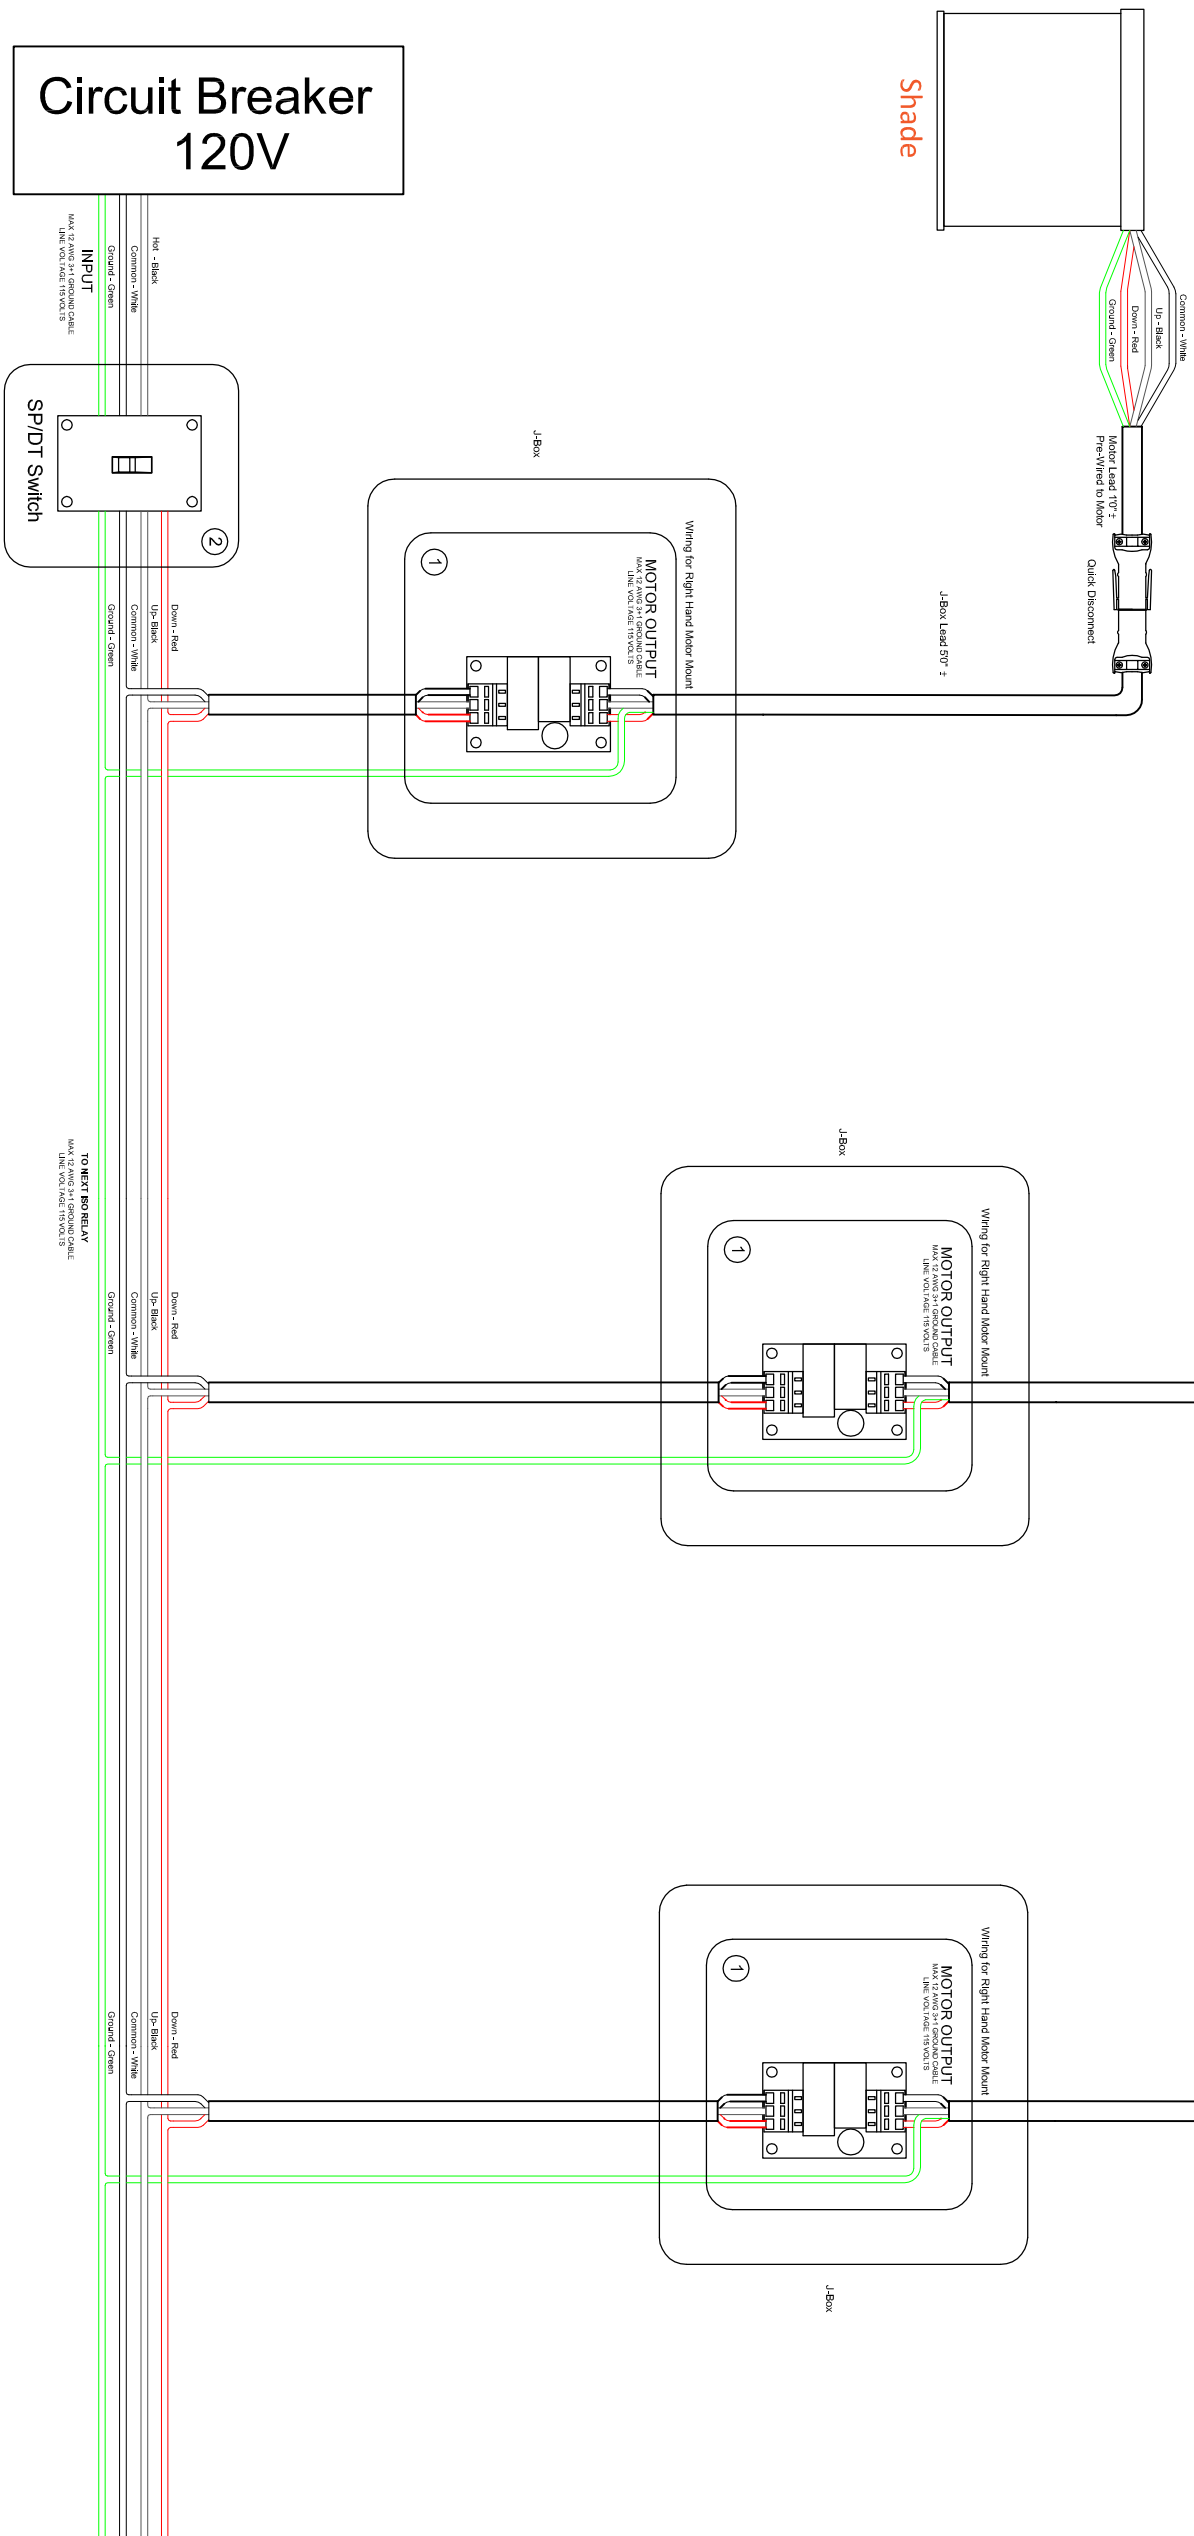 Circuit Breaker
120V
Shade
Hot - Black
Common - White
Ground - Green
INPUT
MAX 12 AWG 3+1 GROUND CABLE
LINE VOLTAGE 115 VOLTS
Common - White
Up - Black
Down - Red
Ground - Green
Motor Lead 1'0" ±
Pre-Wired to Motor
Quick Disconnect
J-Box Lead 5'0" ±
SP/DT Switch
2
J-Box
Wiring for Right Hand Motor Mount
MOTOR OUTPUT
MAX 12 AWG 3+1 GROUND CABLE
LINE VOLTAGE 115 VOLTS
1
Down - Red
Up- Black
Common - White
Ground - Green
TO NEXT ISO RELAY
MAX 12 AWG 3+1 GROUND CABLE
LINE VOLTAGE 115 VOLTS
J-Box
Wiring for Right Hand Motor Mount
MOTOR OUTPUT
MAX 12 AWG 3+1 GROUND CABLE
LINE VOLTAGE 115 VOLTS
1
Down - Red
Up- Black
Common - White
Ground - Green
Wiring for Right Hand Motor Mount
MOTOR OUTPUT
MAX 12 AWG 3+1 GROUND CABLE
LINE VOLTAGE 115 VOLTS
1
Down - Red
Up- Black
Common - White
Ground - Green
J-Box